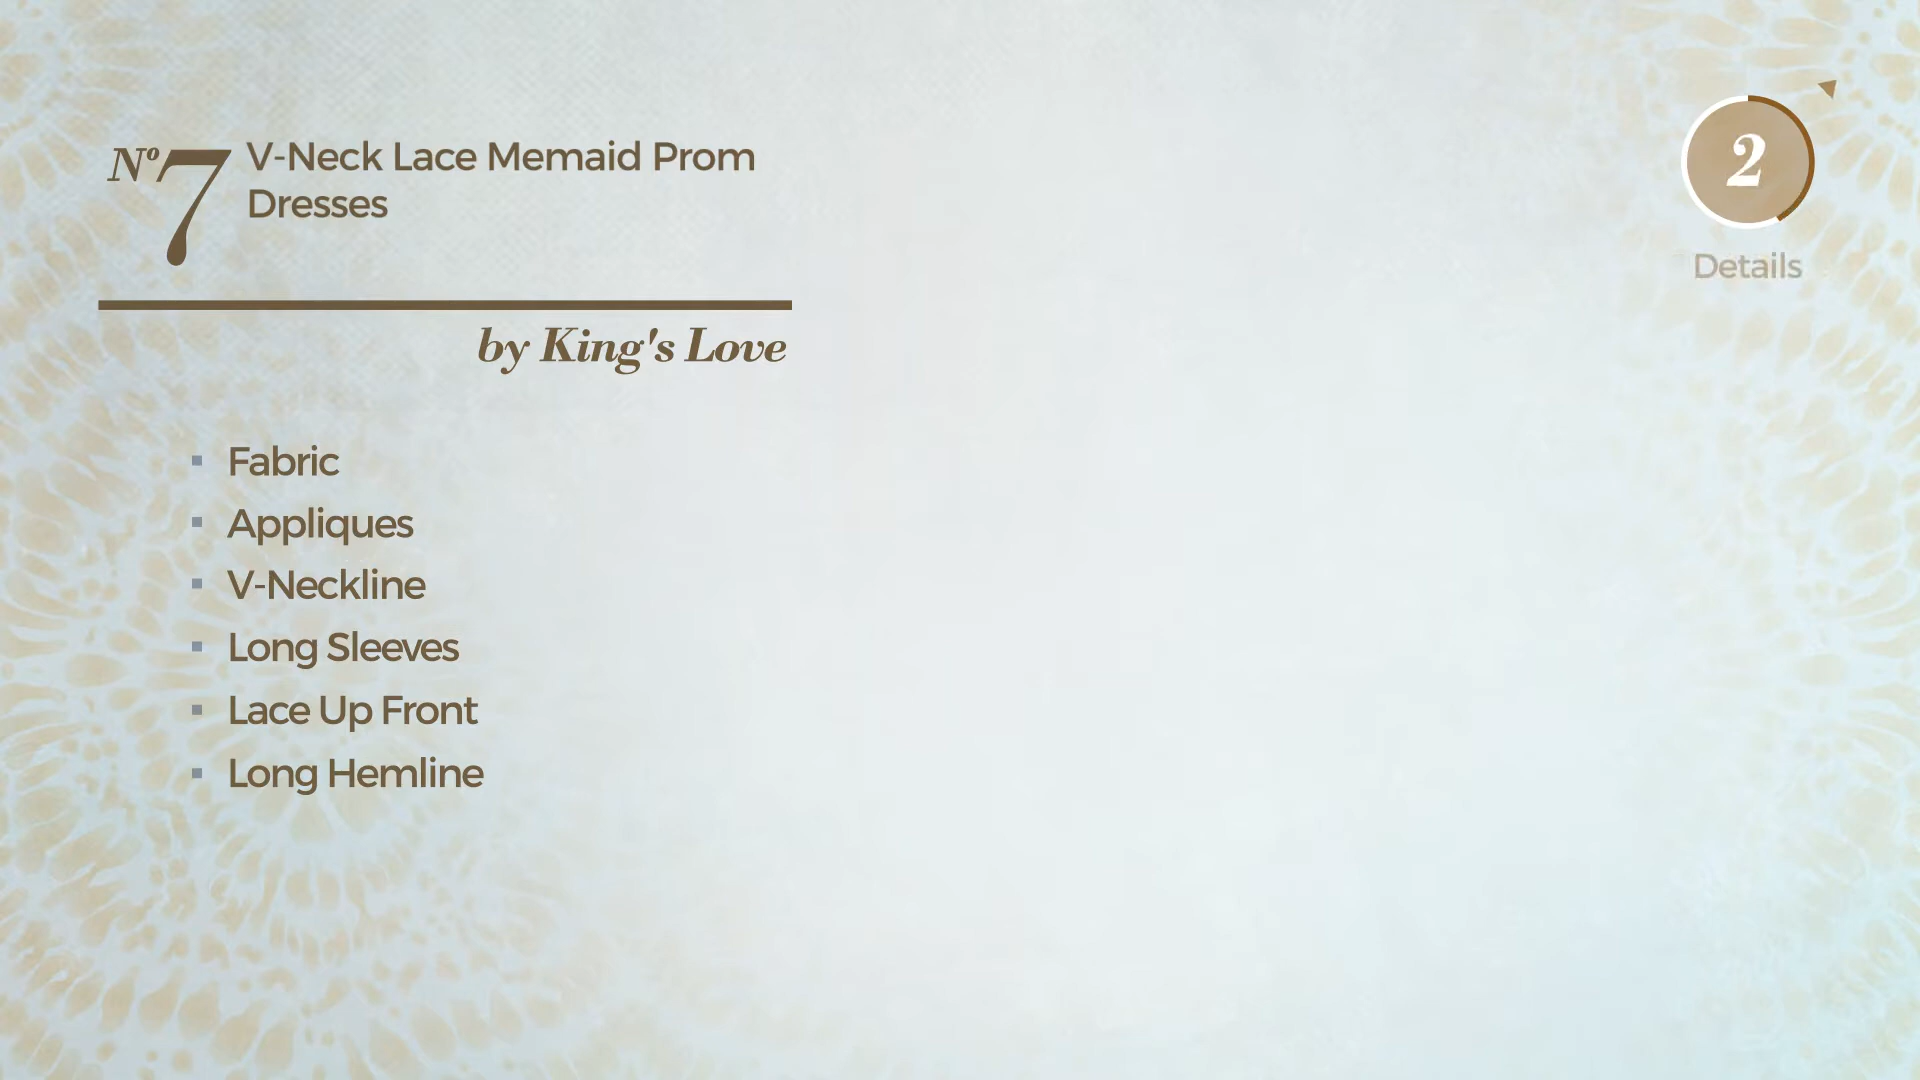 Nº7 V-Neck Lace Memaid Prom
Dresses
by King's Love
Fabric
Appliques
V-Neckline
Long Sleeves
Lace Up Front
Long Hemline
2
Details